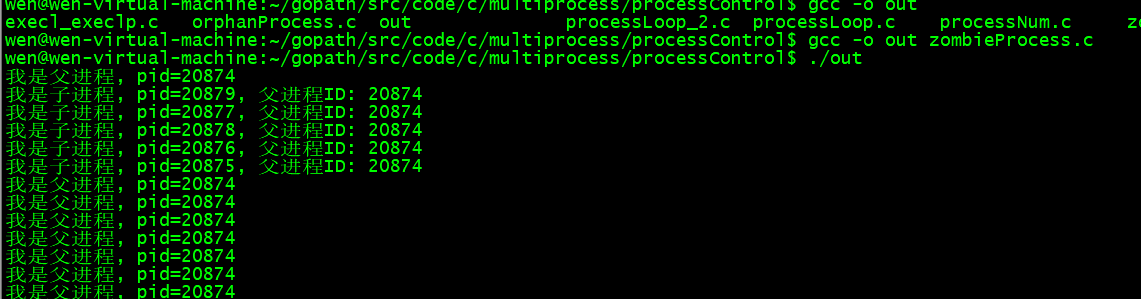 wen@wen-virtual-machine:~/gopath/src/code/c/multiprocess/processControl$ gcc -o out
execl_execlp.c orphanProcess.c out processLoop_2.c processLoop.c processNum.c
wen@wen-virtual-machine:~/gopath/src/code/c/multiprocess/processControl$ gcc -o out zombieProcess.c
wen@wen-virtual-machine:~/gopath/src/code/c/multiprocess/processControl$ ./out
我是父进程, pid=20874
我是子进程, pid=20879, 父进程ID: 20874
我是子进程, pid=20877, 父进程ID: 20874
我是子进程, pid=20878, 父进程ID: 20874
我是子进程, pid=20876, 父进程ID: 20874
我是子进程, pid=20875, 父进程ID: 20874
我是父进程, pid=20874
我是父进程, pid=20874
我是父进程, pid=20874
我是父进程, pid=20874
我是父进程, pid=20874
我是父进程, pid=20874
我是父进程, pid=20874